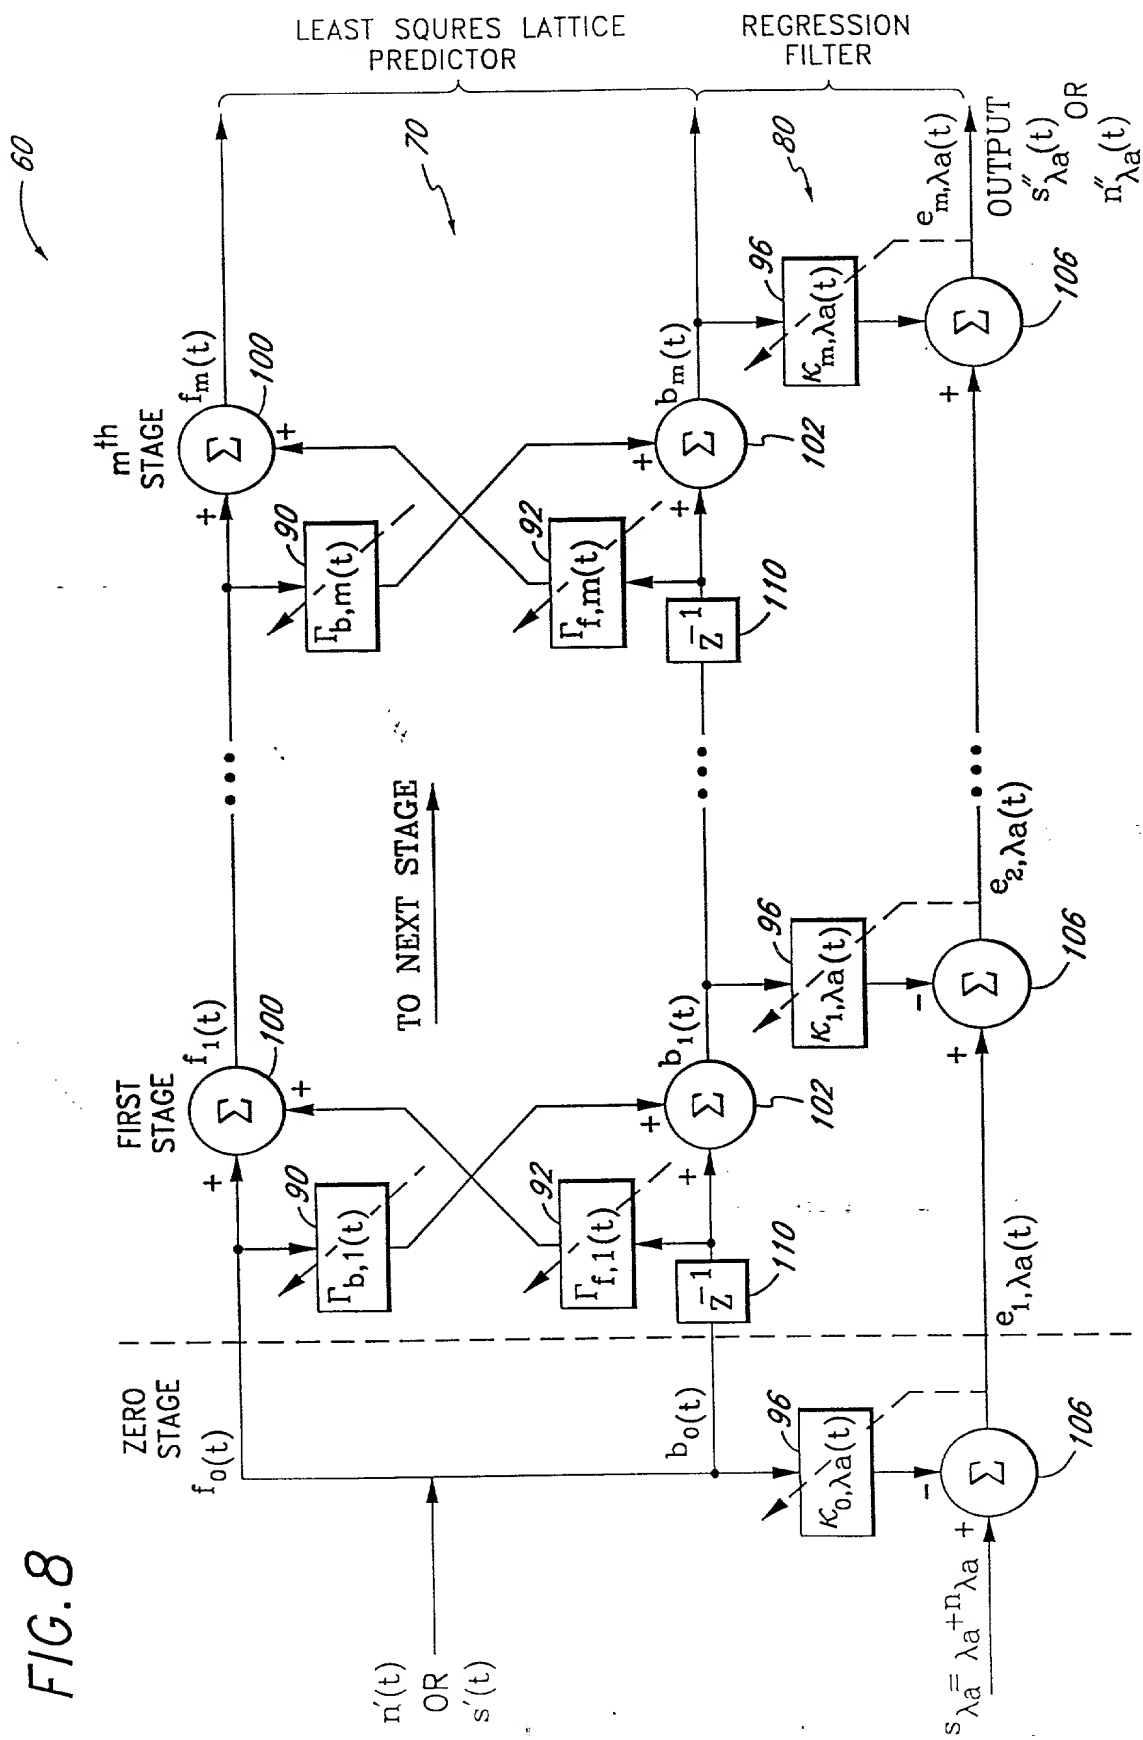 FIG. 8
60
ZERO
STAGE
FIRST
STAGE
mth
STAGE
LEAST SQURES LATTICE
PREDICTOR
REGRESSION
FILTER
f0(t)
f1(t)
fm(t)
100
100
90
Γb,1(t)
90
Γb,m(t)
70
n'(t)
OR
s'(t)
TO NEXT STAGE
92
Γf,1(t)
92
Γf,m(t)
b0(t)
b1(t)
bm(t)
Z-1
110
Z-1
110
102
102
80
96
κ0,λa(t)
96
κ1,λa(t)
96
κm,λa(t)
sλa=λa+nλa
e1,λa(t)
e2,λa(t)
em,λa(t)
106
106
106
OUTPUT
s"λa(t) OR
n"λa(t)
+
+
+
+
+
+
+
+
+
+
+
-
-
Σ
Σ
Σ
Σ
Σ
Σ
Σ